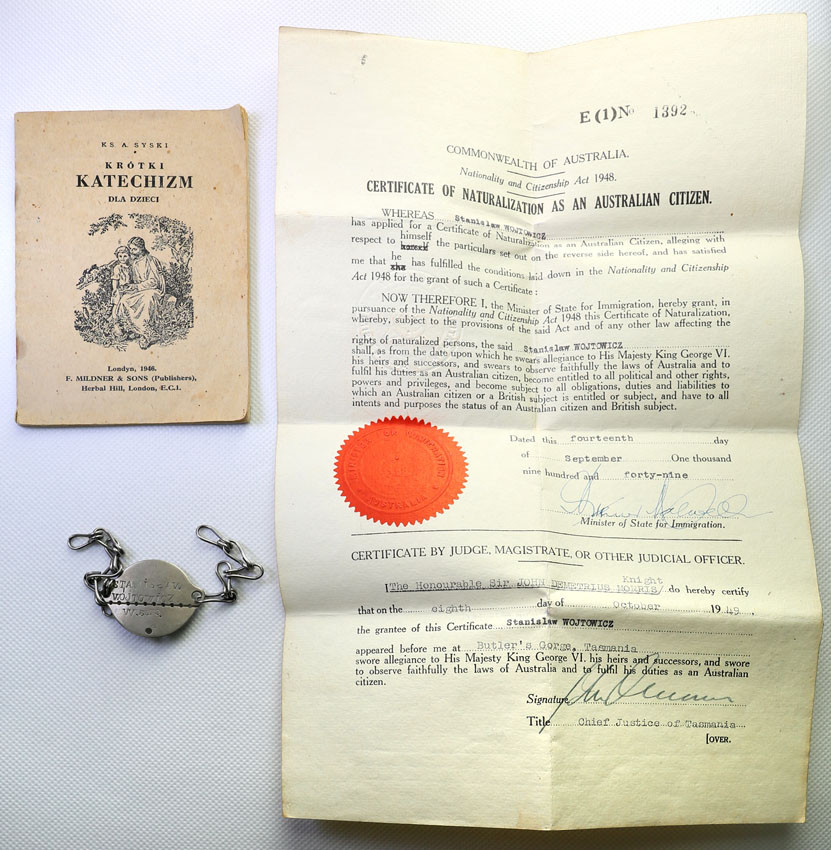 KS. A. SYSKI
KRÓTKI
KATECHIZM
DLA DZIECI
Londyn, 1946.
F. MILDNER & SONS (Publishers),
Herbal Hill, London, E.C.1.
WOJTOWICZ
E (1) No 1392
COMMONWEALTH OF AUSTRALIA.
Nationality and Citizenship Act 1948.
CERTIFICATE OF NATURALIZATION AS AN AUSTRALIAN CITIZEN.
WHEREAS Stanislaw WOJTOWICZ
has applied for a Certificate of Naturalization as an Australian Citizen, alleging with
respect to himself the particulars set out on the reverse side hereof, and has satisfied
me that he has fulfilled the conditions laid down in the Nationality and Citizenship
Act 1948 for the grant of such a Certificate:
NOW THEREFORE I, the Minister of State for Immigration, hereby grant, in
pursuance of the Nationality and Citizenship Act 1948 this Certificate of Naturalization,
whereby, subject to the provisions of the said Act and of any other law affecting the
rights of naturalized persons, the said Stanislaw WOJTOWICZ
shall, as from the date upon which he swears allegiance to His Majesty King George VI.
his heirs and successors, and swears to observe faithfully the laws of Australia and to
fulfil his duties as an Australian citizen, become entitled to all political and other rights,
powers and privileges, and become subject to all obligations, duties and liabilities to
which an Australian citizen or a British subject is entitled or subject, and have to all
intents and purposes the status of an Australian citizen and British subject.
Dated this fourteenth day
of September One thousand
nine hundred and forty-nine
Minister of State for Immigration.
CERTIFICATE BY JUDGE, MAGISTRATE, OR OTHER JUDICIAL OFFICER.
Knight
I The Honourable Sir JOHN DEMETRIUS MORRIS/ do hereby certify
that on the eighth day of October 1949.
the grantee of this Certificate Stanislaw WOJTOWICZ
appeared before me at Butler's Gorge, Tasmania
swore allegiance to His Majesty King George VI. his heirs and successors, and swore
to observe faithfully the laws of Australia and to fulfil his duties as an Australian
citizen.
Signature
Title Chief Justice of Tasmania
[OVER.